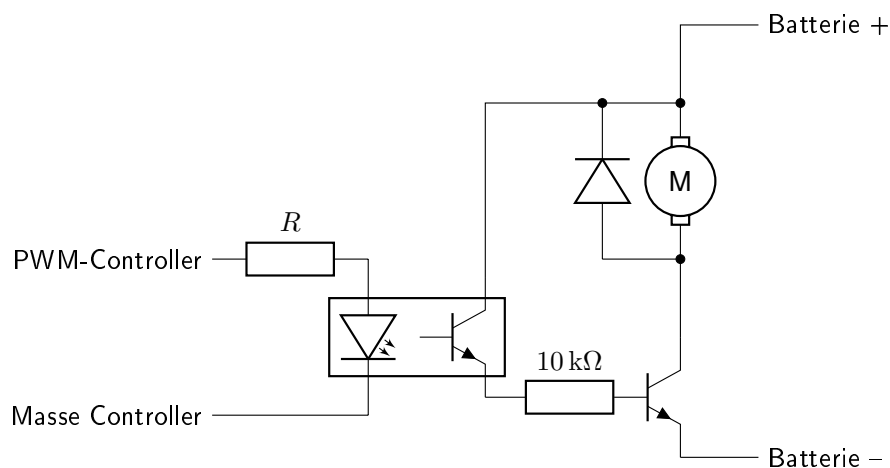 Batterie +
M
R
PWM-Controller
10 kΩ
Masse Controller
Batterie −